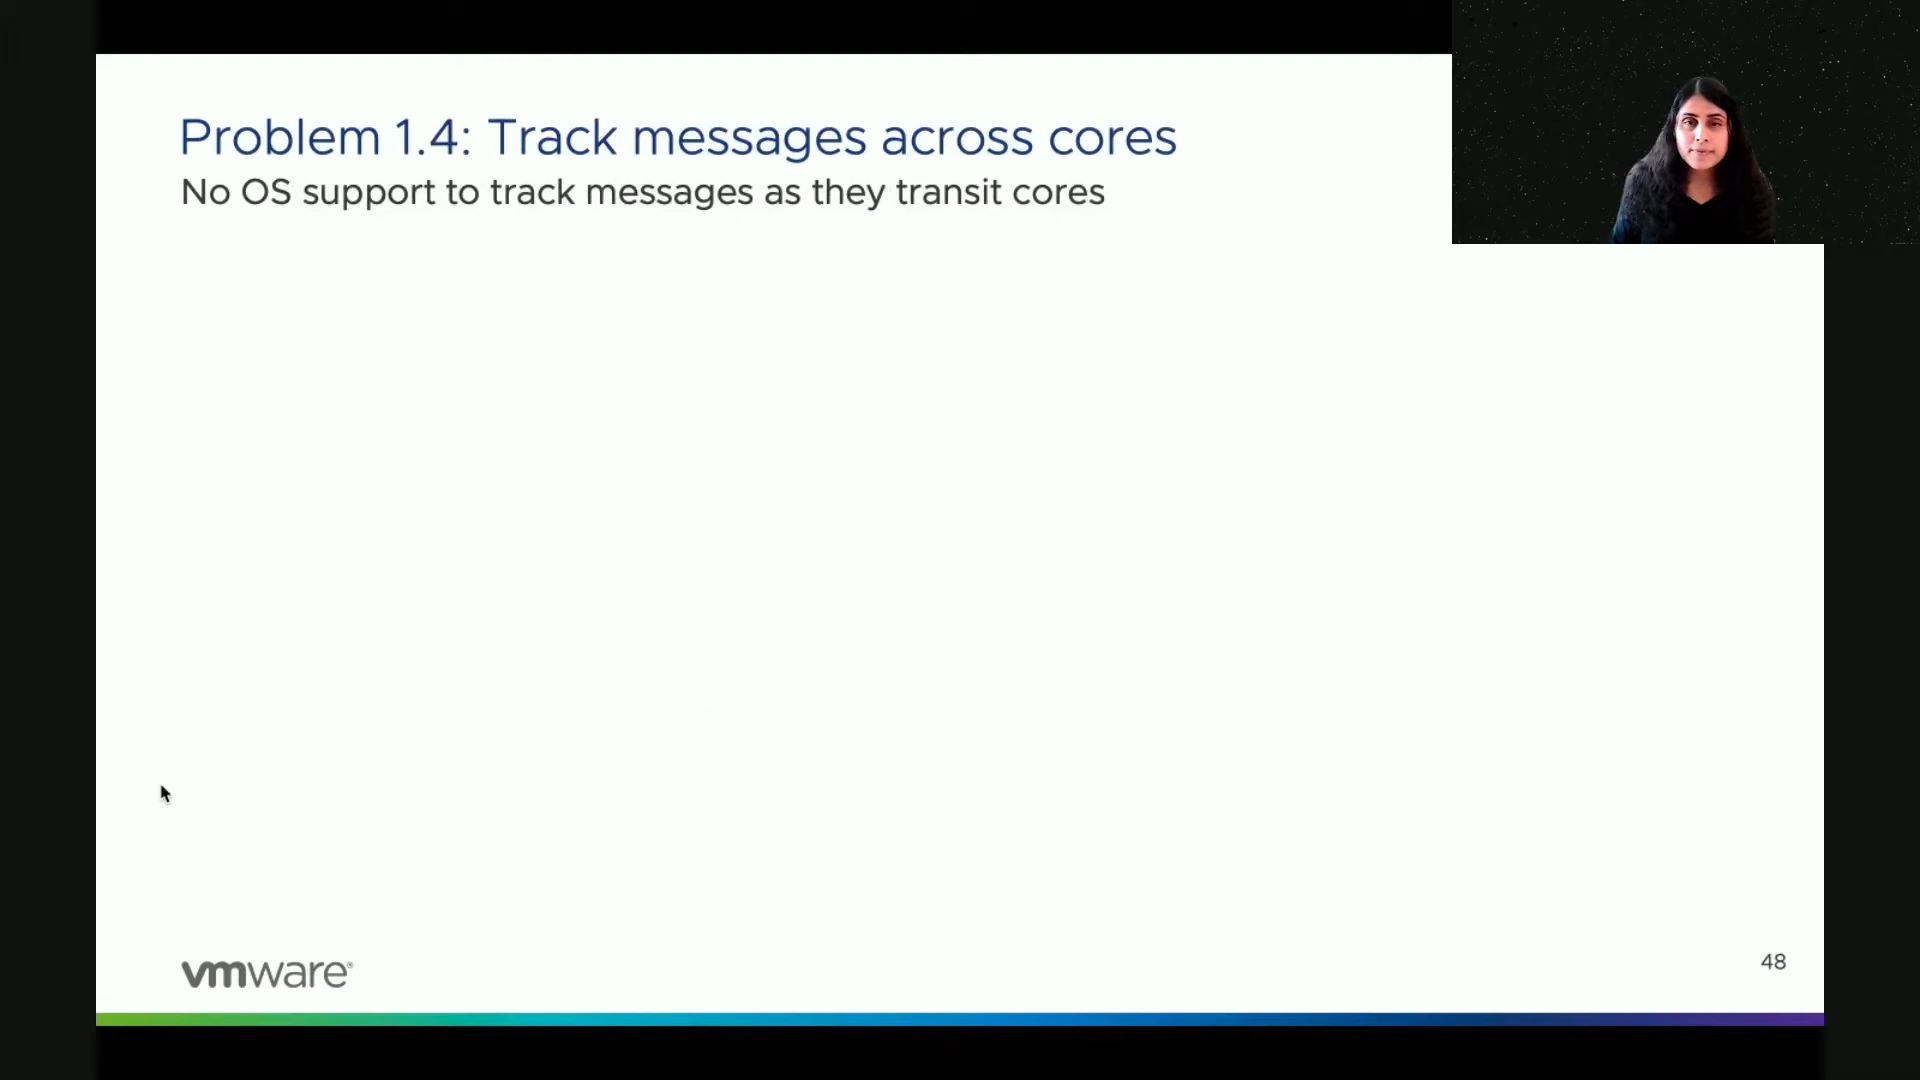 Problem 1.4: Track messages across cores
No OS support to track messages as they transit cores
vmware®
48